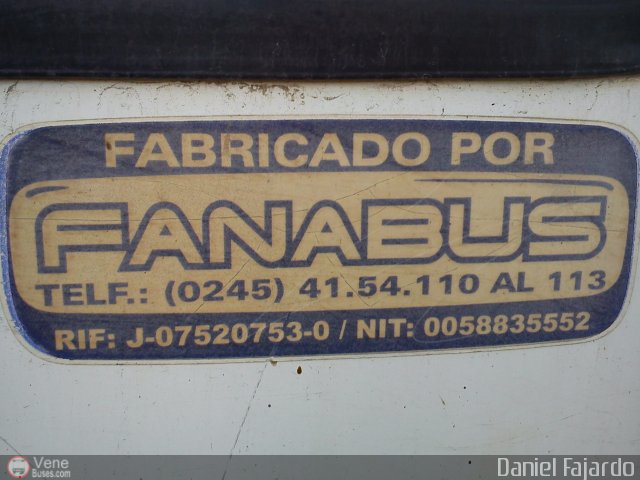 FABRICADO POR
FANABUS
TELF.: (0245) 41.54.110 AL 113
RIF: J-07520753-0 / NIT: 0058835552
Vene
Buses.com
Daniel Fajardo